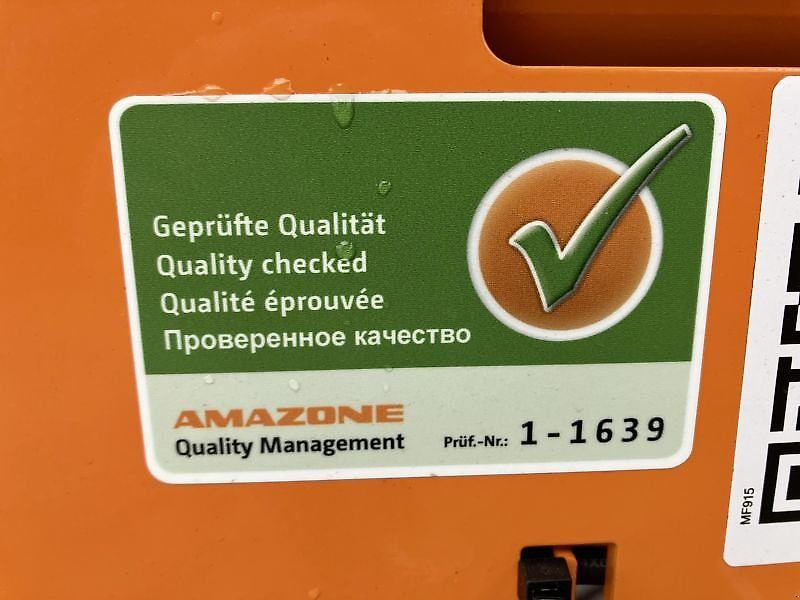 Geprüfte Qualität
Quality checked
Qualité éprouvée
Проверенное качество
AMAZONE
Quality Management
Prüf.-Nr.: 1-1639
MF915